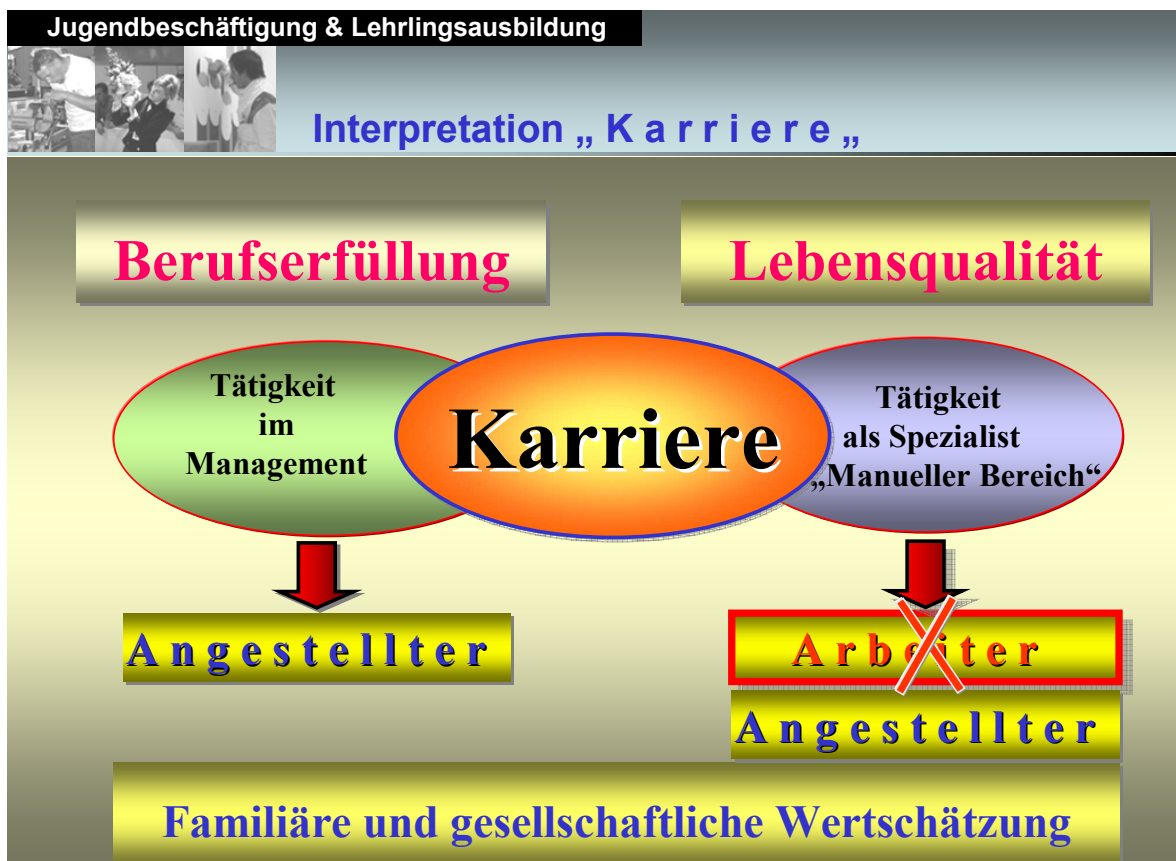 Jugendbeschäftigung & Lehrlingsausbildung
Interpretation „ K a r r i e r e „
Berufserfüllung
Lebensqualität
Tätigkeit
im
Management
Karriere
Tätigkeit
als Spezialist
„Manueller Bereich“
A n g e s t e l l t e r
A r b e i t e r
A n g e s t e l l t e r
Familiäre und gesellschaftliche Wertschätzung